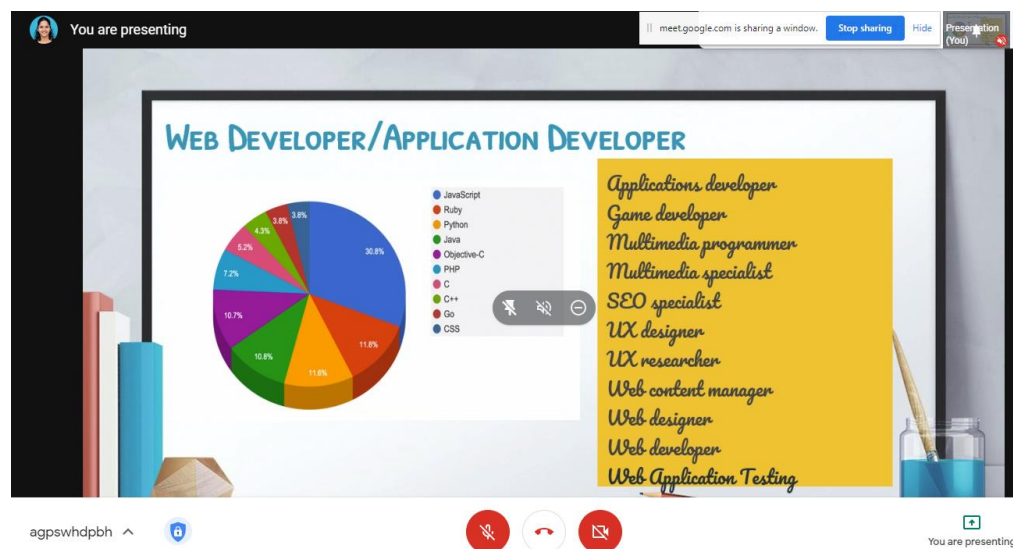 You are presenting
meet.google.com is sharing a window.
Stop sharing
Hide
Presentation
(You)
WEB DEVELOPER/APPLICATION DEVELOPER
30.8%
11.8%
11.6%
10.8%
10.7%
7.2%
5.2%
4.3%
3.8%
3.8%
JavaScript
Ruby
Python
Java
Objective-C
PHP
C
C++
Go
CSS
Applications developer
Game developer
Multimedia programmer
Multimedia specialist
SEO specialist
UX designer
UX researcher
Web content manager
Web designer
Web developer
Web Application Testing
agpswhdpbh
You are presenting